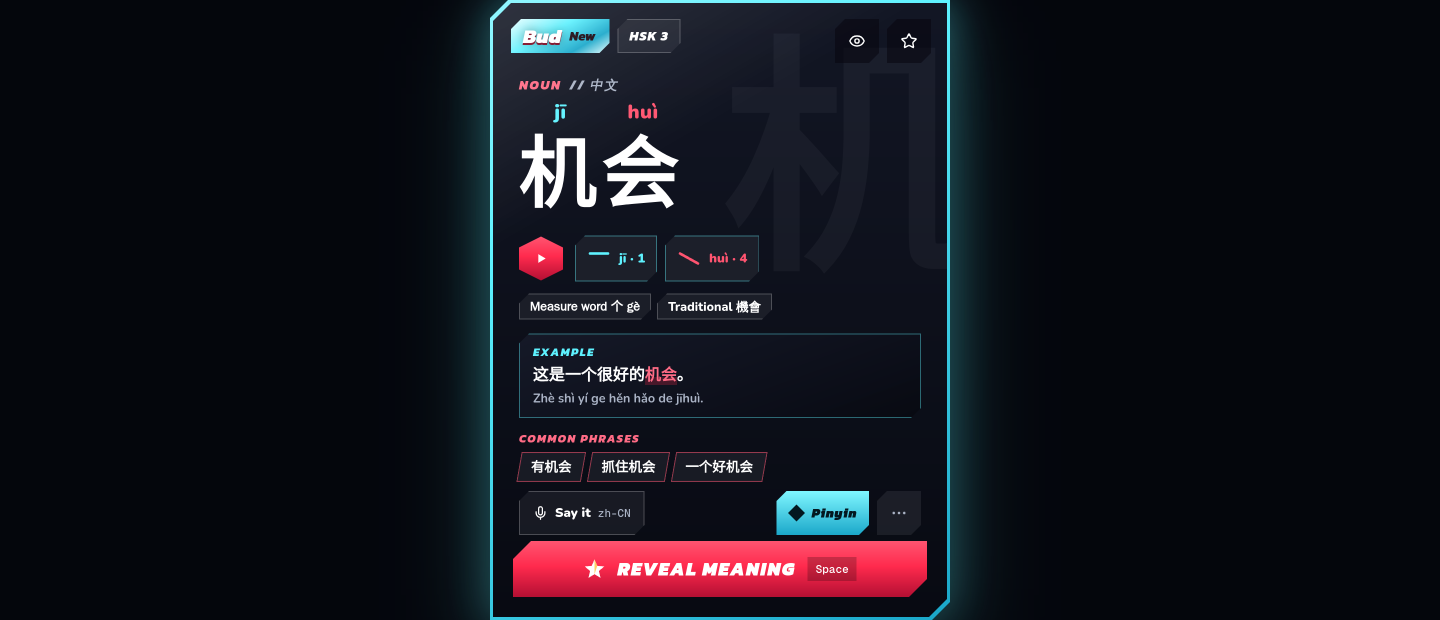 Bud New HSK 3
NOUN // 中文
jī huì
机会
jī · 1 huì · 4
Measure word 个 gè Traditional 機會
EXAMPLE
这是一个很好的机会。
Zhè shì yí ge hěn hǎo de jīhuì.
COMMON PHRASES
有机会 抓住机会 一个好机会
Say it zh-CN Pinyin
REVEAL MEANING Space
机